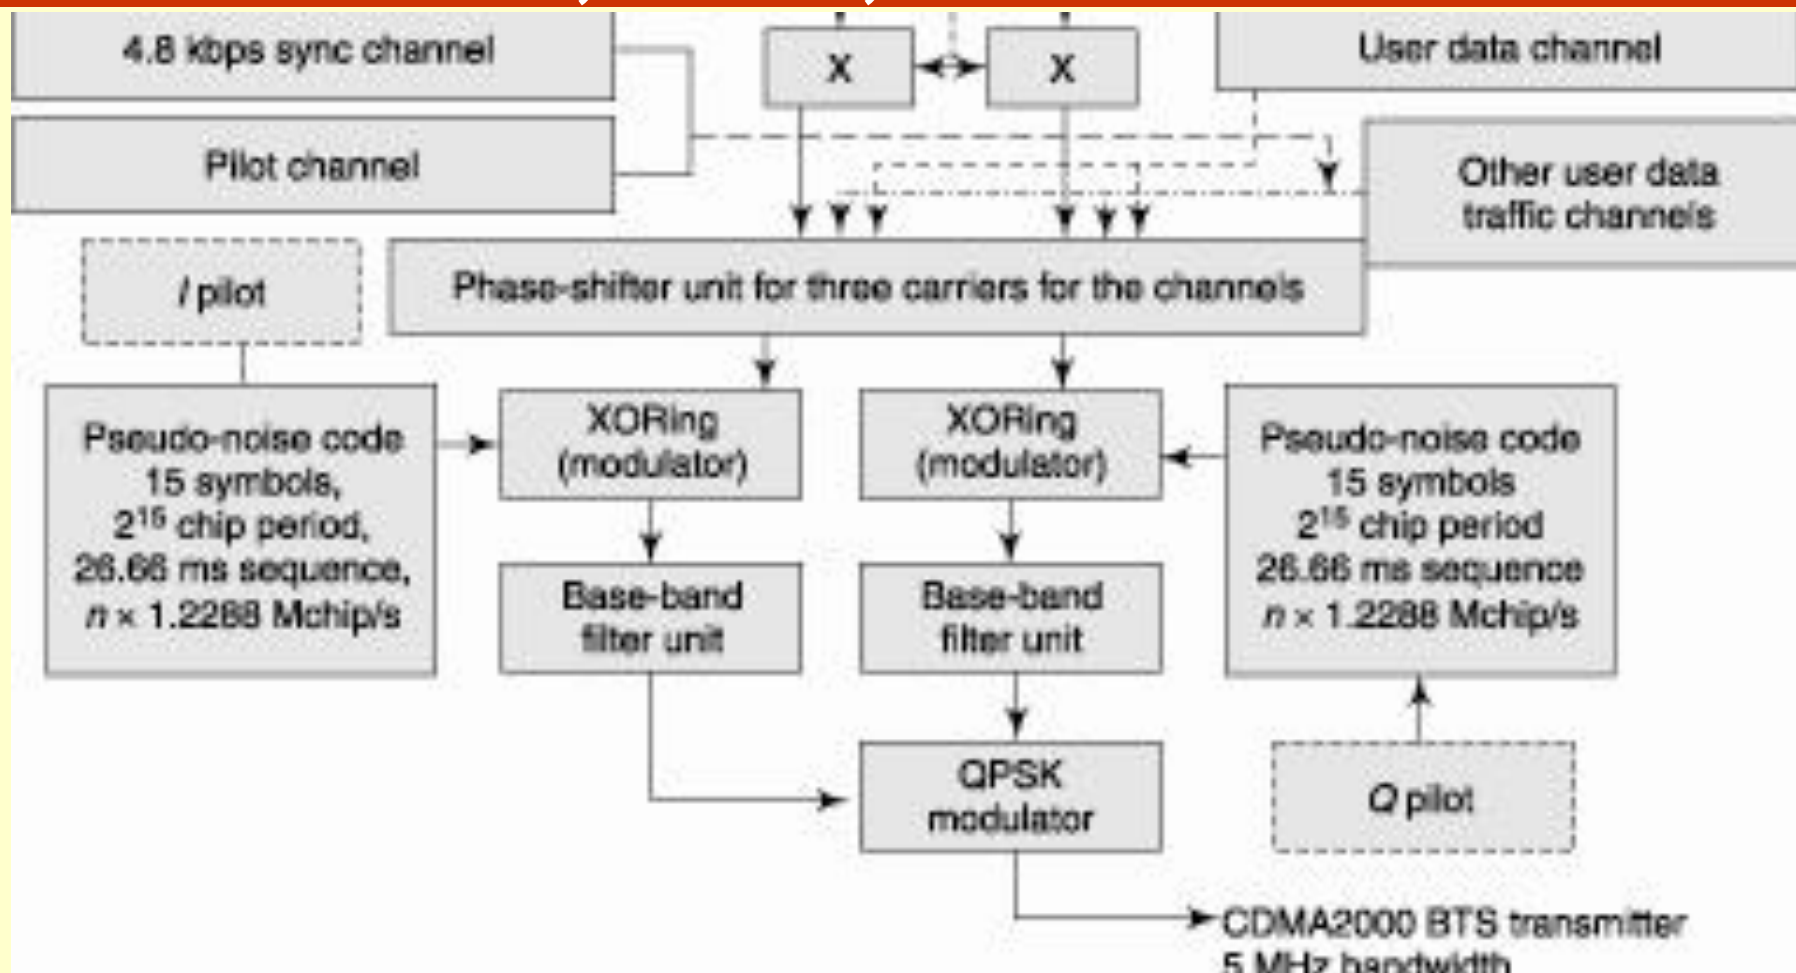 4.8 kbps sync channel
X
X
User data channel
Pilot channel
Other user data
traffic channels
I pilot
Phase-shifter unit for three carriers for the channels
Pseudo-noise code
15 symbols,
2¹⁵ chip period,
26.66 ms sequence,
n × 1.2288 Mchip/s
XORing
(modulator)
XORing
(modulator)
Pseudo-noise code
15 symbols
2¹⁵ chip period
26.66 ms sequence
n × 1.2288 Mchip/s
Base-band
filter unit
Base-band
filter unit
QPSK
modulator
Q pilot
CDMA2000 BTS transmitter
5 MHz bandwidth